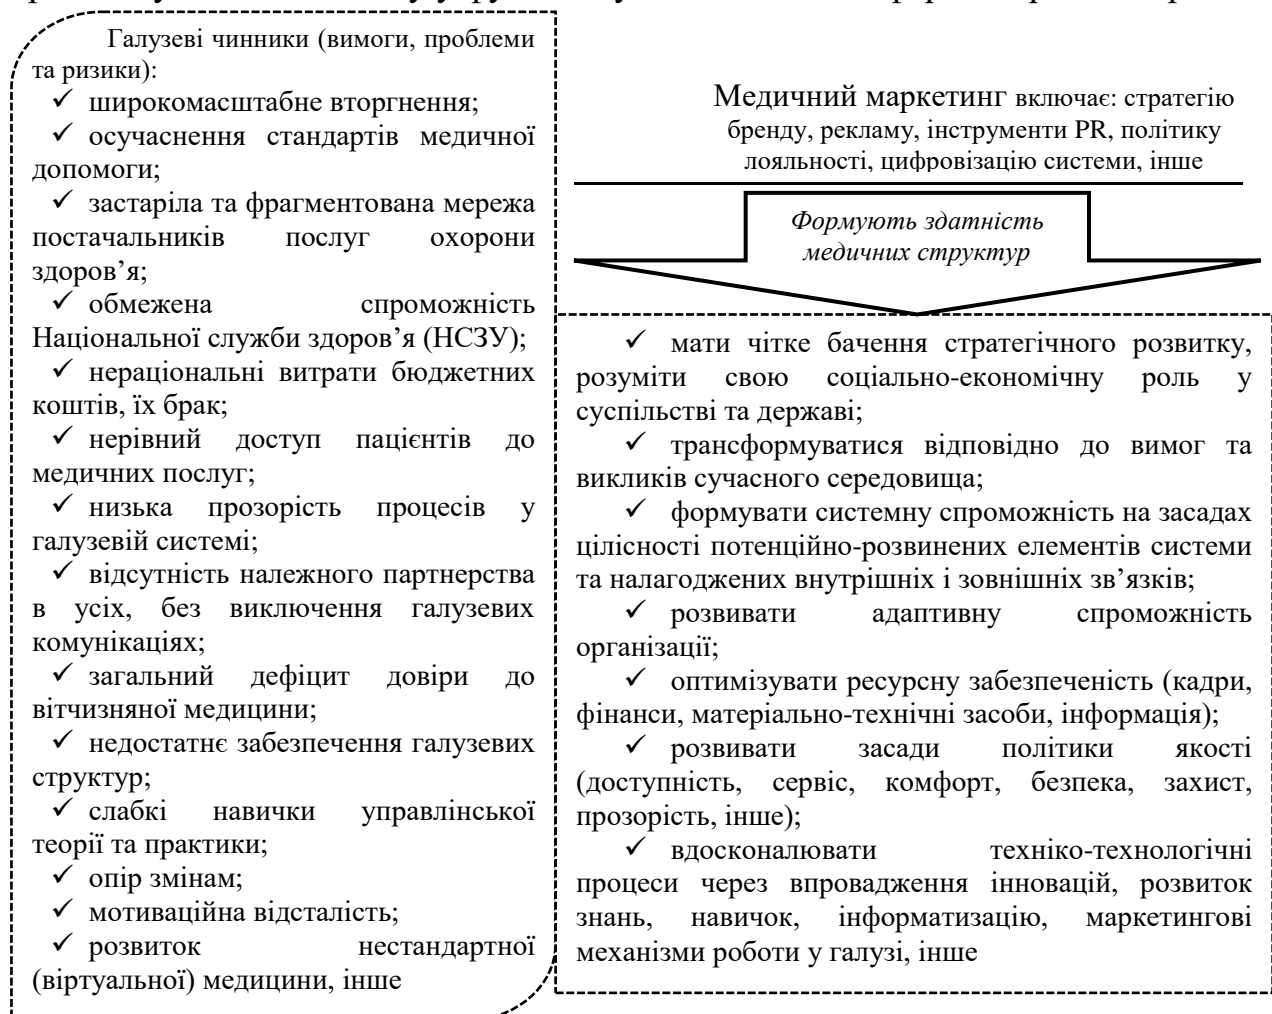 Галузеві чинники (вимоги, проблеми
та ризики):
✓ широкомасштабне вторгнення;
✓ осучаснення стандартів медичної
допомоги;
✓ застаріла та фрагментована мережа
постачальників послуг охорони
здоров’я;
✓ обмежена спроможність
Національної служби здоров’я (НСЗУ);
✓ нераціональні витрати бюджетних
коштів, їх брак;
✓ нерівний доступ пацієнтів до
медичних послуг;
✓ низька прозорість процесів у
галузевій системі;
✓ відсутність належного партнерства
в усіх, без виключення галузевих
комунікаціях;
✓ загальний дефіцит довіри до
вітчизняної медицини;
✓ недостатнє забезпечення галузевих
структур;
✓ слабкі навички управлінської
теорії та практики;
✓ опір змінам;
✓ мотиваційна відсталість;
✓ розвиток нестандартної
(віртуальної) медицини, інше
Медичний маркетинг включає: стратегію
бренду, рекламу, інструменти PR, політику
лояльності, цифровізацію системи, інше
Формують здатність
медичних структур
✓ мати чітке бачення стратегічного розвитку,
розуміти свою соціально-економічну роль у
суспільстві та державі;
✓ трансформуватися відповідно до вимог та
викликів сучасного середовища;
✓ формувати системну спроможність на засадах
цілісності потенційно-розвинених елементів системи
та налагоджених внутрішніх і зовнішніх зв’язків;
✓ розвивати адаптивну спроможність
організації;
✓ оптимізувати ресурсну забезпеченість (кадри,
фінанси, матеріально-технічні засоби, інформація);
✓ розвивати засади політики якості
(доступність, сервіс, комфорт, безпека, захист,
прозорість, інше);
✓ вдосконалювати техніко-технологічні
процеси через впровадження інновацій, розвиток
знань, навичок, інформатизацію, маркетингові
механізми роботи у галузі, інше